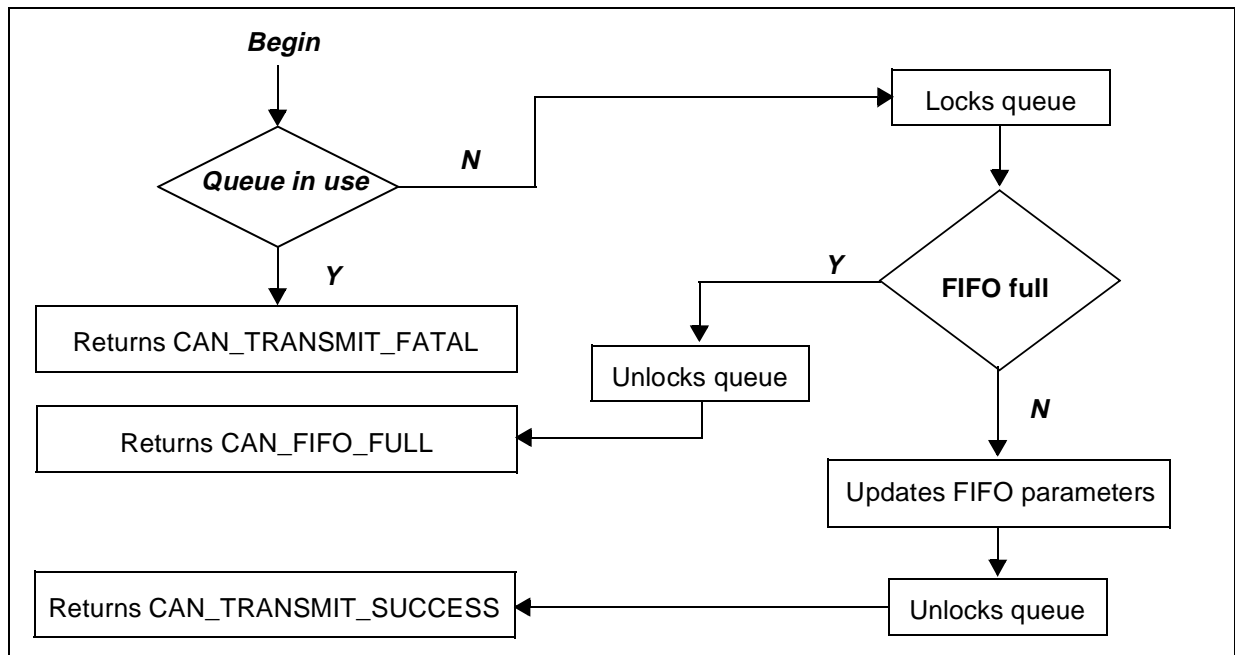 Begin
Locks queue
N
Queue in use
Y
Y
FIFO full
Returns CAN_TRANSMIT_FATAL
Unlocks queue
N
Returns CAN_FIFO_FULL
Updates FIFO parameters
Returns CAN_TRANSMIT_SUCCESS
Unlocks queue